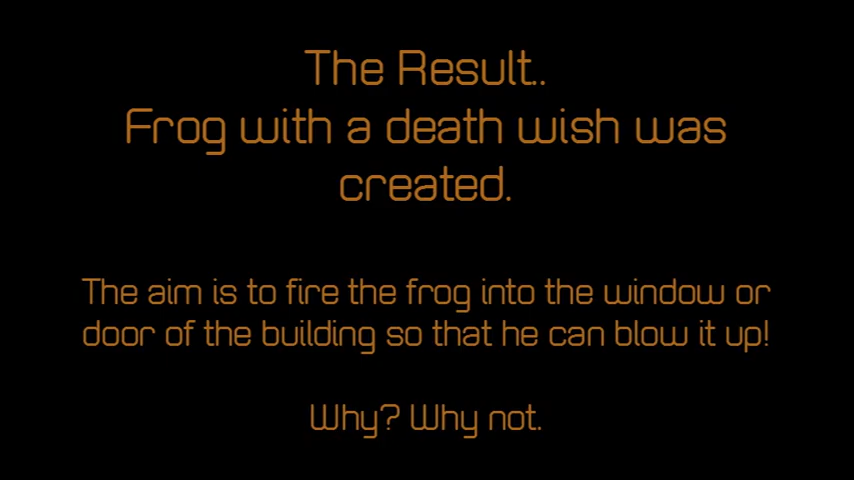 The Result..
Frog with a death wish was
created.
The aim is to fire the frog into the window or
door of the building so that he can blow it up!
Why? Why not.